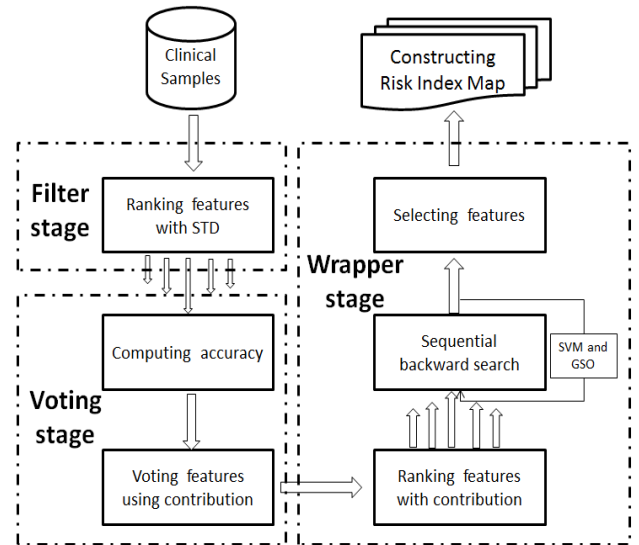 Clinical
Samples
Filter
stage
Ranking features
with STD
Voting
stage
Computing accuracy
Voting features
using contribution
Constructing
Risk Index Map
Wrapper
stage
Selecting features
Sequential
backward search
SVM and
GSO
Ranking features
with contribution